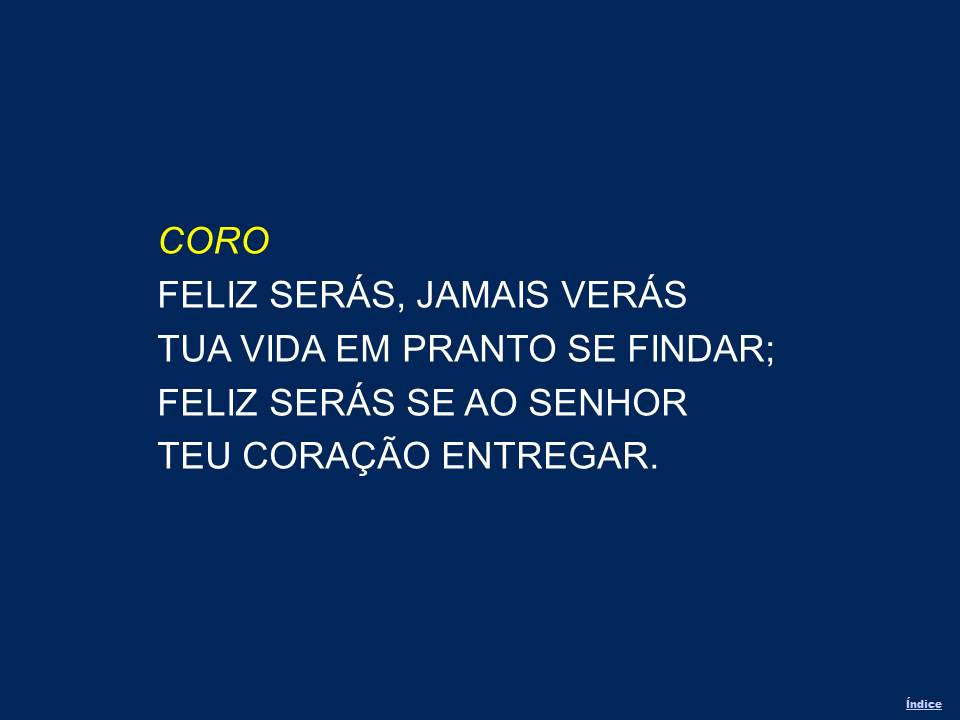 CORO
FELIZ SERÁS, JAMAIS VERÁS
TUA VIDA EM PRANTO SE FINDAR;
FELIZ SERÁS SE AO SENHOR
TEU CORAÇÃO ENTREGAR.
Índice